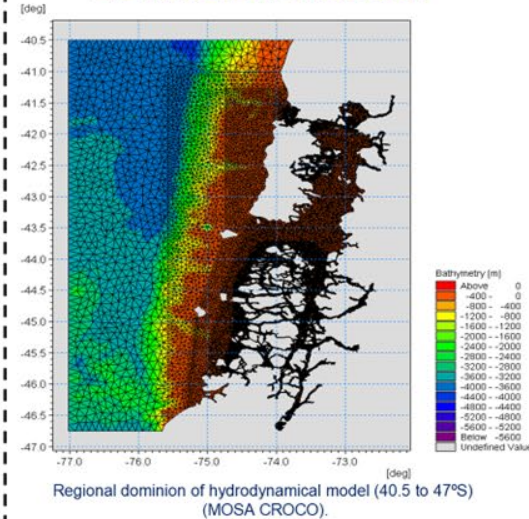 [deg]
-40.5
-41.0
-41.5
-42.0
-42.5
-43.0
-43.5
-44.0
-44.5
-45.0
-45.5
-46.0
-46.5
-47.0
-77.0 -76.0 -75.0 -74.0 -73.0
[deg]
Bathymetry [m]
Above 0
-400 - 0
-800 - -400
-1200 - -800
-1600 - -1200
-2000 - -1600
-2400 - -2000
-2800 - -2400
-3200 - -2800
-3600 - -3200
-4000 - -3600
-4400 - -4000
-4800 - -4400
-5200 - -4800
-5600 - -5200
Below -5600
Undefined Value
Regional dominion of hydrodynamical model (40.5 to 47ºS)
(MOSA CROCO).